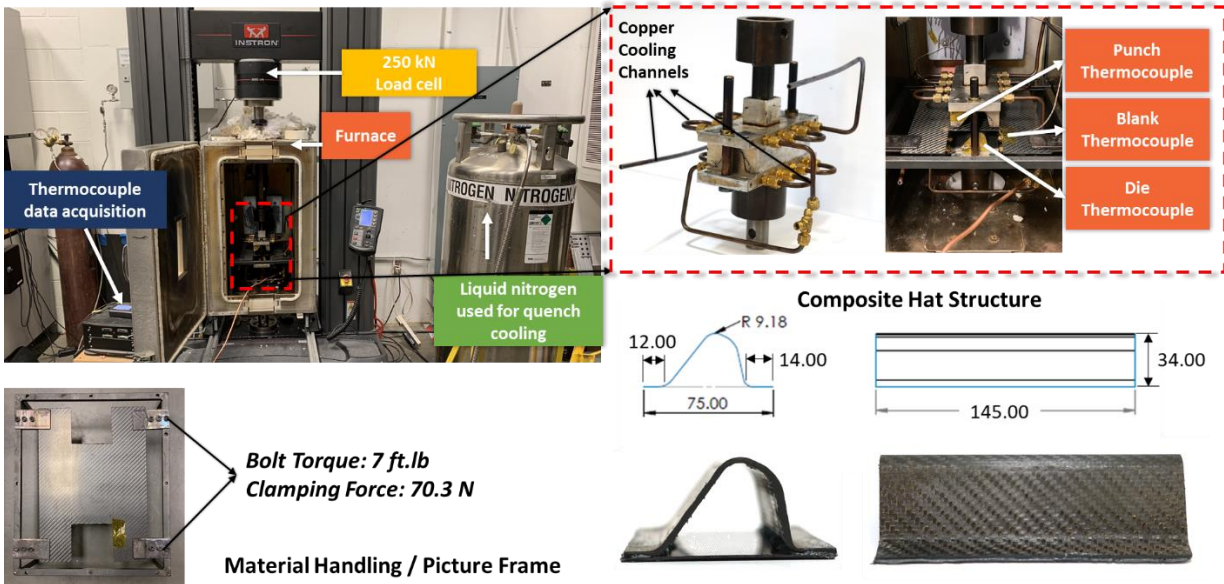 INSTRON
250 kN
Load cell
Furnace
Thermocouple
data acquisition
NITROGEN
NITROGEN
Liquid nitrogen
used for quench
cooling
Copper
Cooling
Channels
Punch
Thermocouple
Blank
Thermocouple
Die
Thermocouple
Composite Hat Structure
R 9.18
12.00
14.00
75.00
34.00
145.00
Bolt Torque: 7 ft.lb
Clamping Force: 70.3 N
Material Handling / Picture Frame